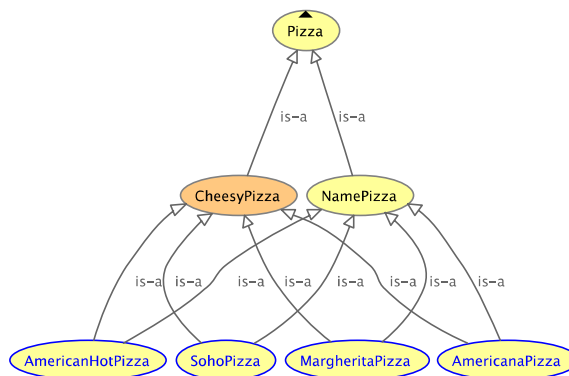 Pizza
is-a is-a
CheesyPizza NamePizza
is-a is-a is-a is-a is-a is-a is-a is-a
AmericanHotPizza SohoPizza MargheritaPizza AmericanaPizza